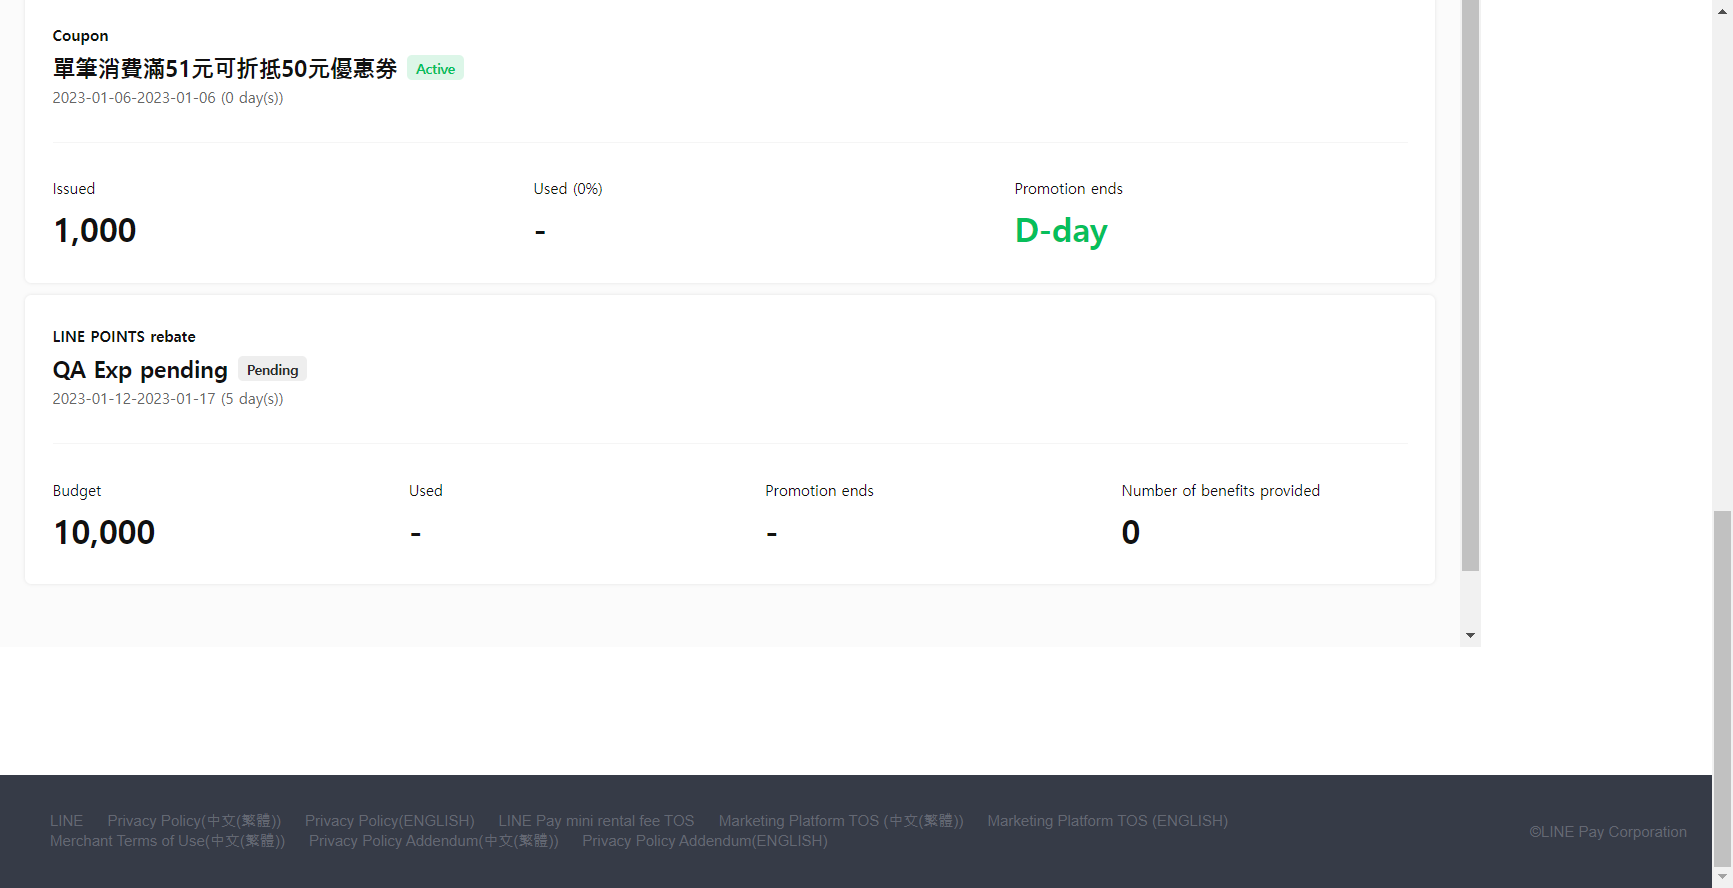 Coupon
單筆消費滿51元可折抵50元優惠券 Active
2023-01-06-2023-01-06 (0 day(s))
Issued Used (0%) Promotion ends
1,000 - D-day
LINE POINTS rebate
QA Exp pending Pending
2023-01-12-2023-01-17 (5 day(s))
Budget Used Promotion ends Number of benefits provided
10,000 - - 0
LINE Privacy Policy(中文(繁體)) Privacy Policy(ENGLISH) LINE Pay mini rental fee TOS Marketing Platform TOS (中文(繁體)) Marketing Platform TOS (ENGLISH)
Merchant Terms of Use(中文(繁體)) Privacy Policy Addendum(中文(繁體)) Privacy Policy Addendum(ENGLISH)
©LINE Pay Corporation